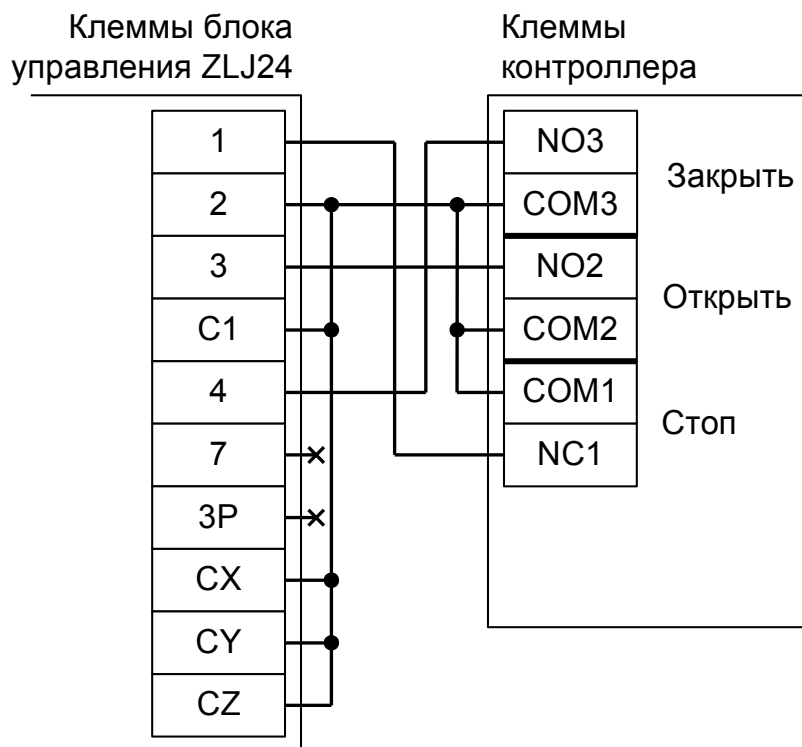 Клеммы блока
управления ZLJ24
Клеммы
контроллера
1
2
3
C1
4
7
3P
CX
CY
CZ
NO3
COM3
NO2
COM2
COM1
NC1
Закрыть
Открыть
Стоп